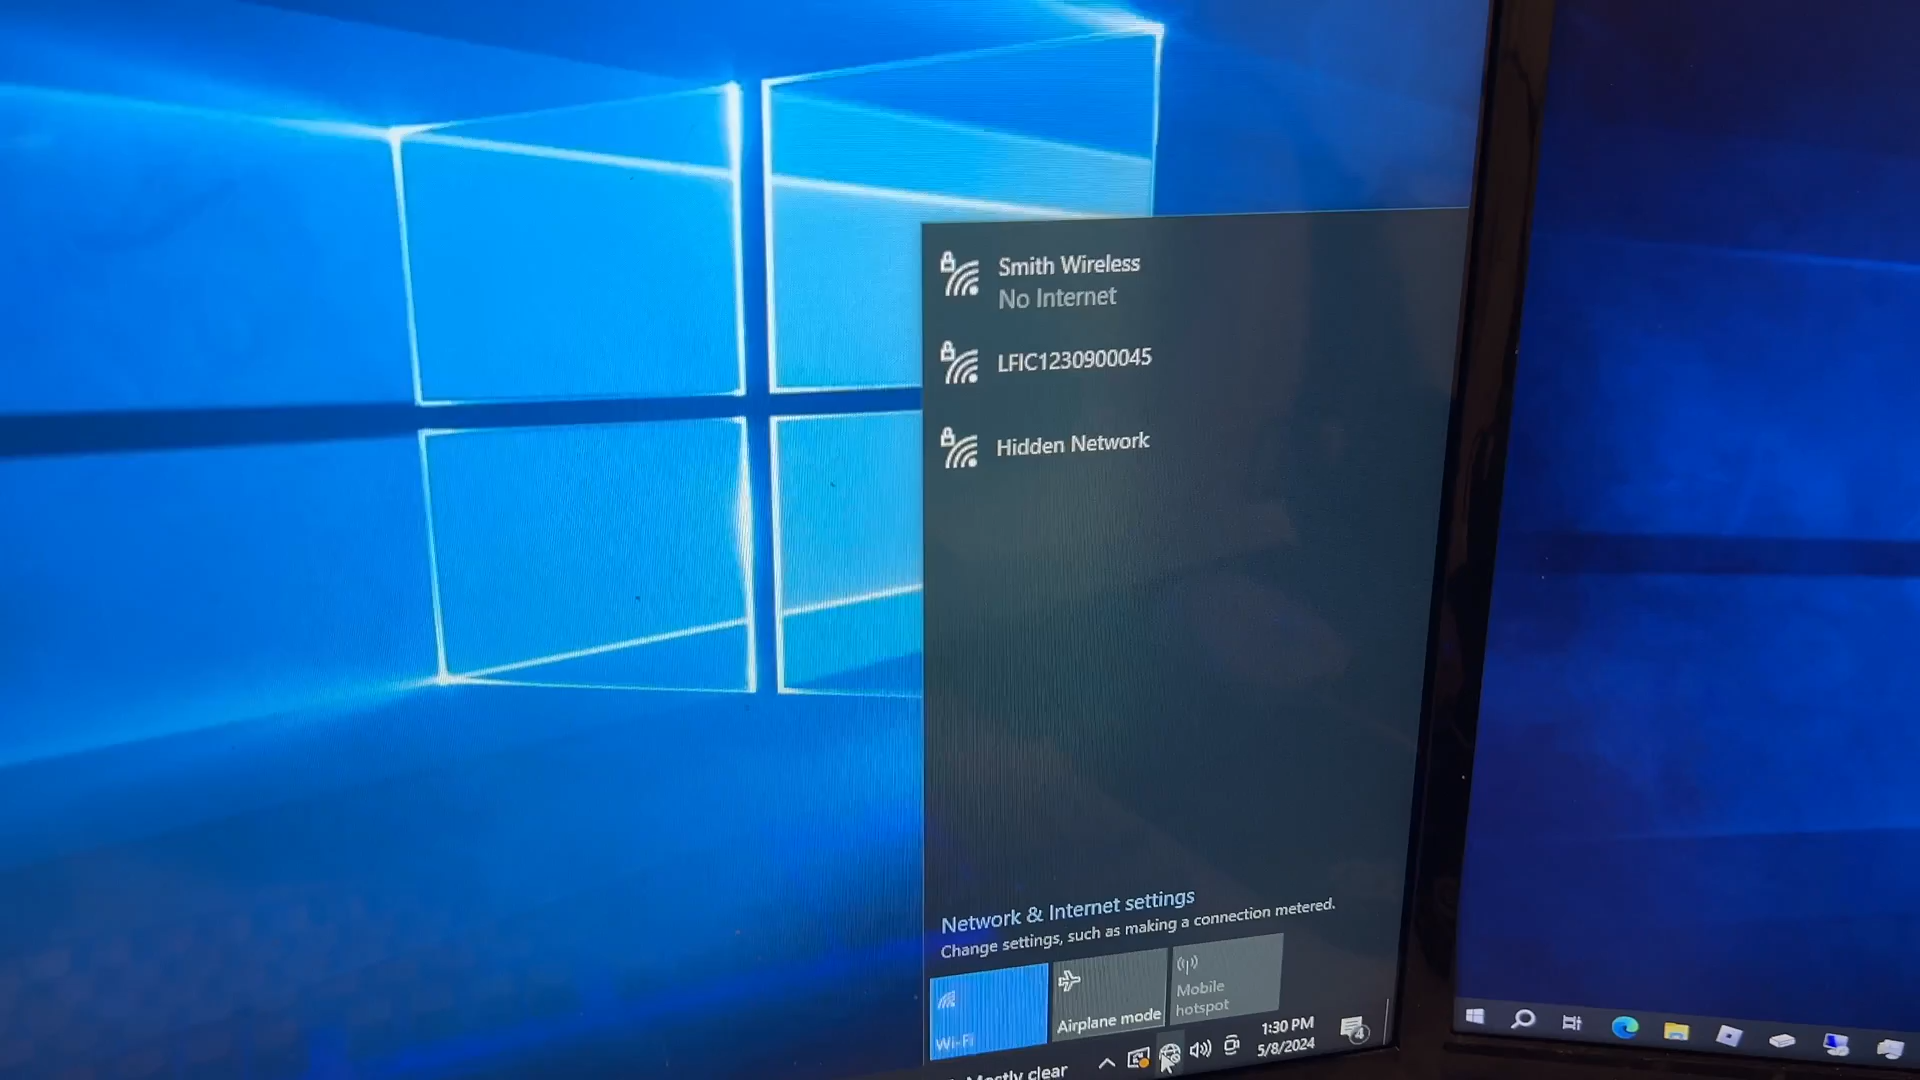 Smith Wireless
No Internet
LFIC1230900045
Hidden Network
Network & Internet settings
Change settings, such as making a connection metered.
Wi-Fi
Airplane mode
Mobile
hotspot
Mostly clear
1:30 PM
5/8/2024
4